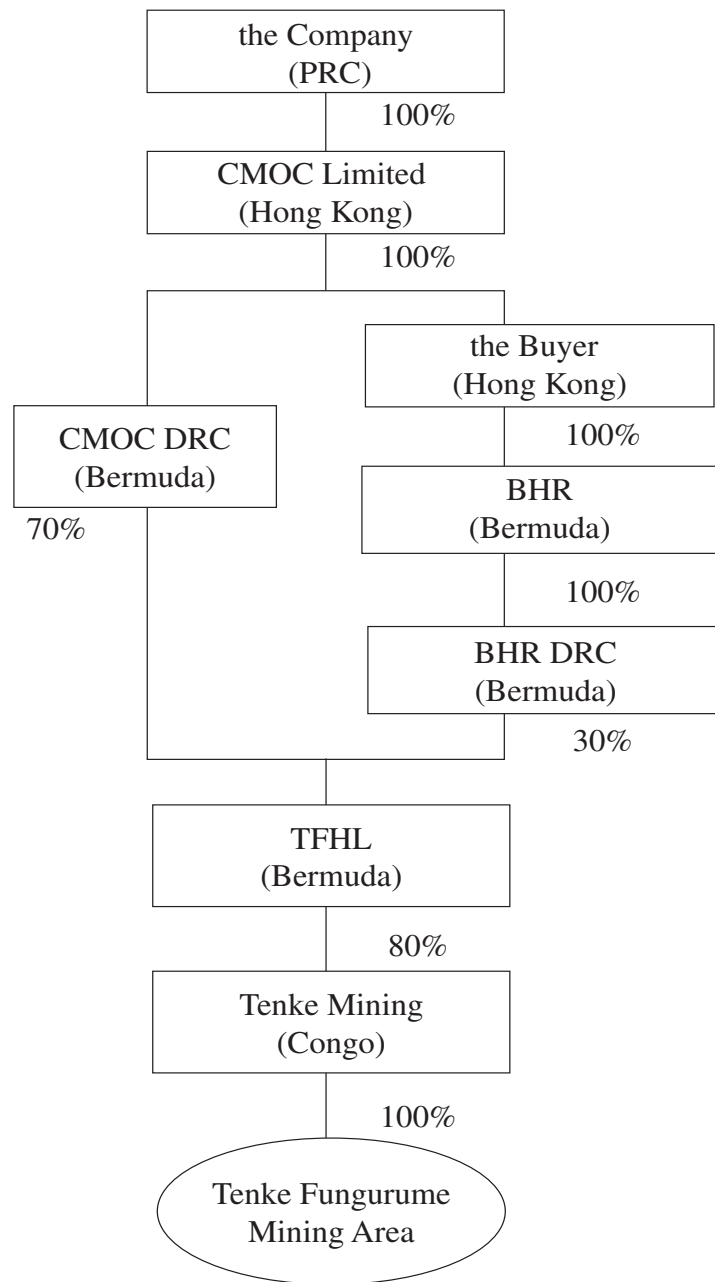 the Company
(PRC)
100%
CMOC Limited
(Hong Kong)
100%
the Buyer
(Hong Kong)
100%
CMOC DRC
(Bermuda)
70%
BHR
(Bermuda)
100%
BHR DRC
(Bermuda)
30%
TFHL
(Bermuda)
80%
Tenke Mining
(Congo)
100%
Tenke Fungurume
Mining Area